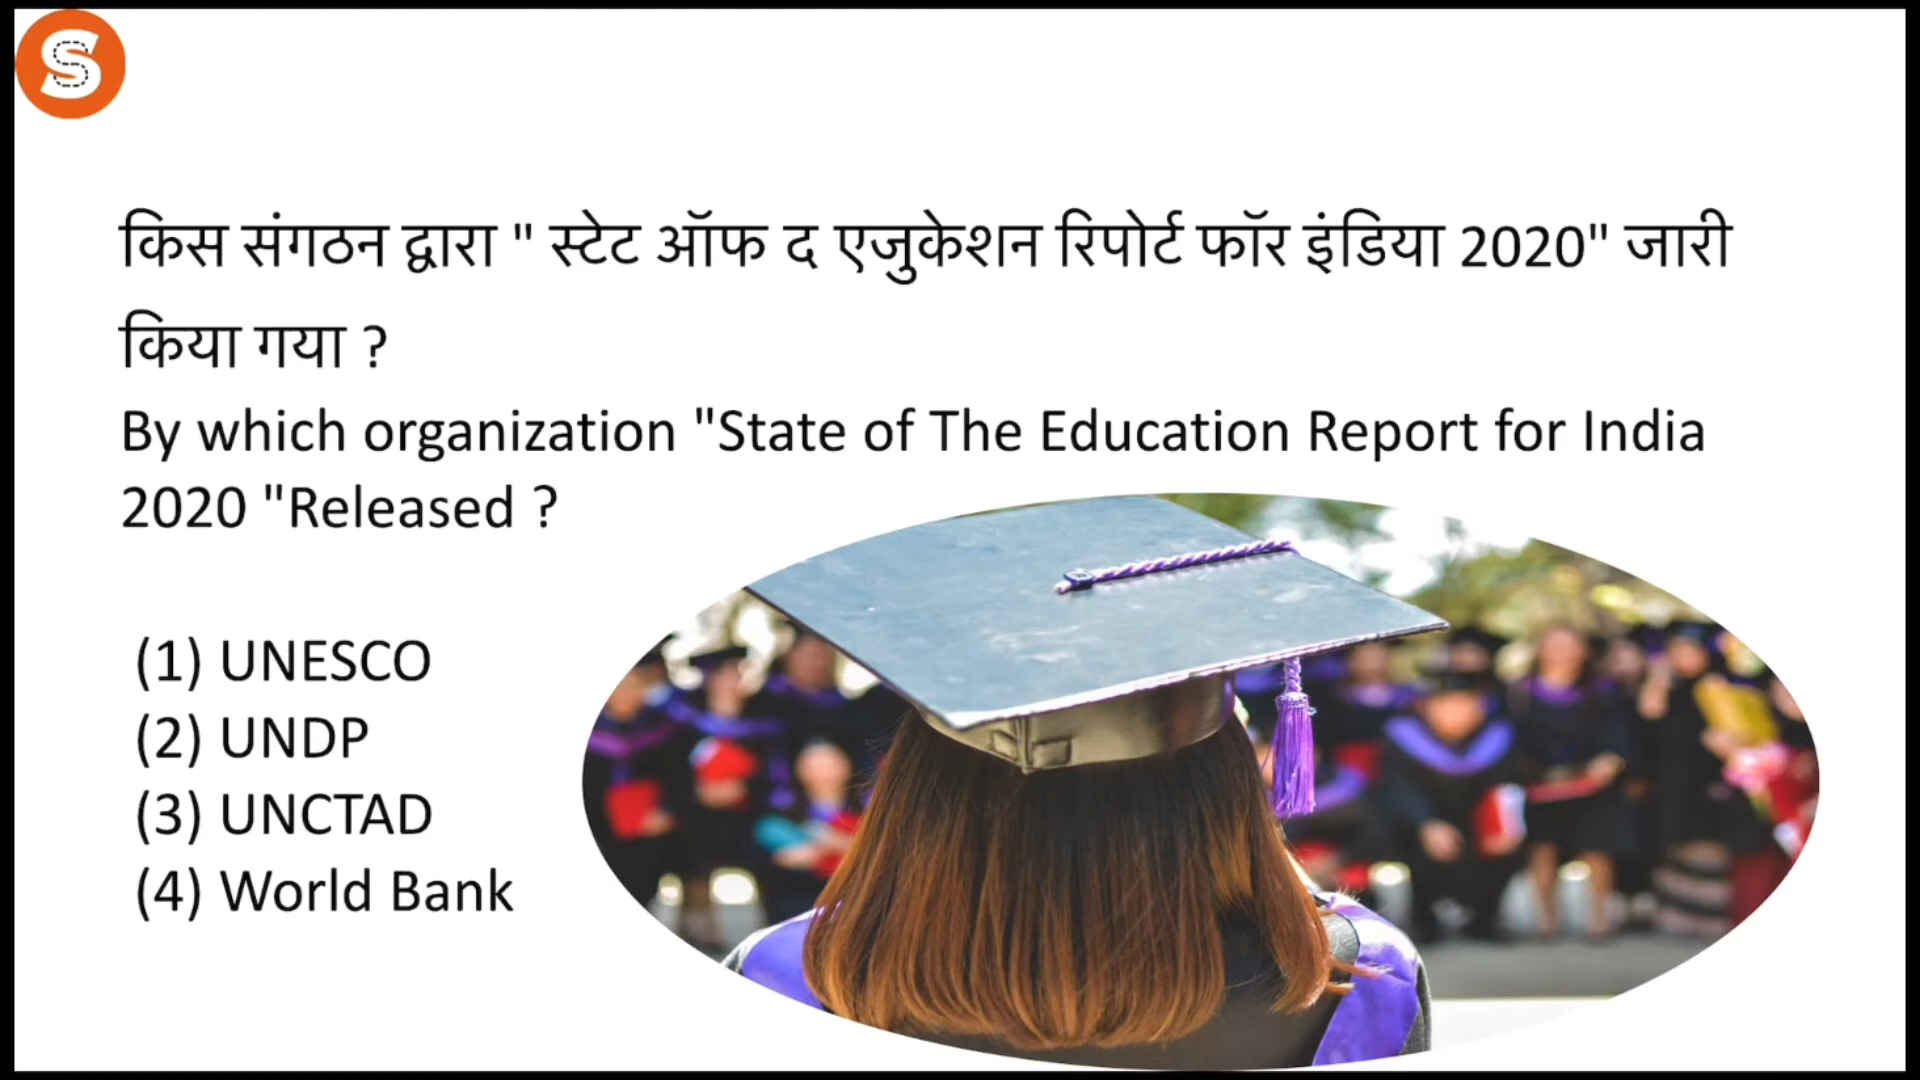 S
किस संगठन द्वारा " स्टेट ऑफ द एजुकेशन रिपोर्ट फॉर इंडिया 2020" जारी
किया गया ?
By which organization "State of The Education Report for India
2020 "Released ?
(1) UNESCO
(2) UNDP
(3) UNCTAD
(4) World Bank